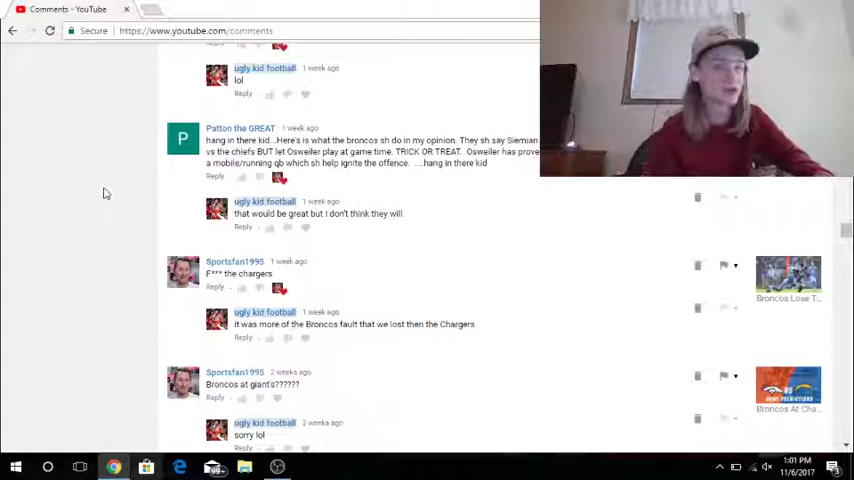 Comments - YouTube
Secure https://www.youtube.com/comments
ugly kid football 1 week ago
lol
Reply
P
Patton the GREAT 1 week ago
hang in there kid...Here's is what the broncos sh do in my opinion. They sh say Siemian
vs the chiefs BUT let Osweiler play at game time. TRICK OR TREAT. Osweiler has prove
a mobile/running qb which sh help ignite the offence. ....hang in there kid
Reply
ugly kid football 1 week ago
that would be great but I don't think they will
Reply
Sportsfan1995 1 week ago
F*** the chargers
Reply
Broncos Lose T...
ugly kid football 1 week ago
it was more of the Broncos fault that we lost then the Chargers
Reply
Sportsfan1995 2 weeks ago
Broncos at giant's??????
Reply
VS
GAME PREDICTIONS
Broncos At Cha...
ugly kid football 2 weeks ago
sorry lol
Reply
99+
1:01 PM
11/6/2017